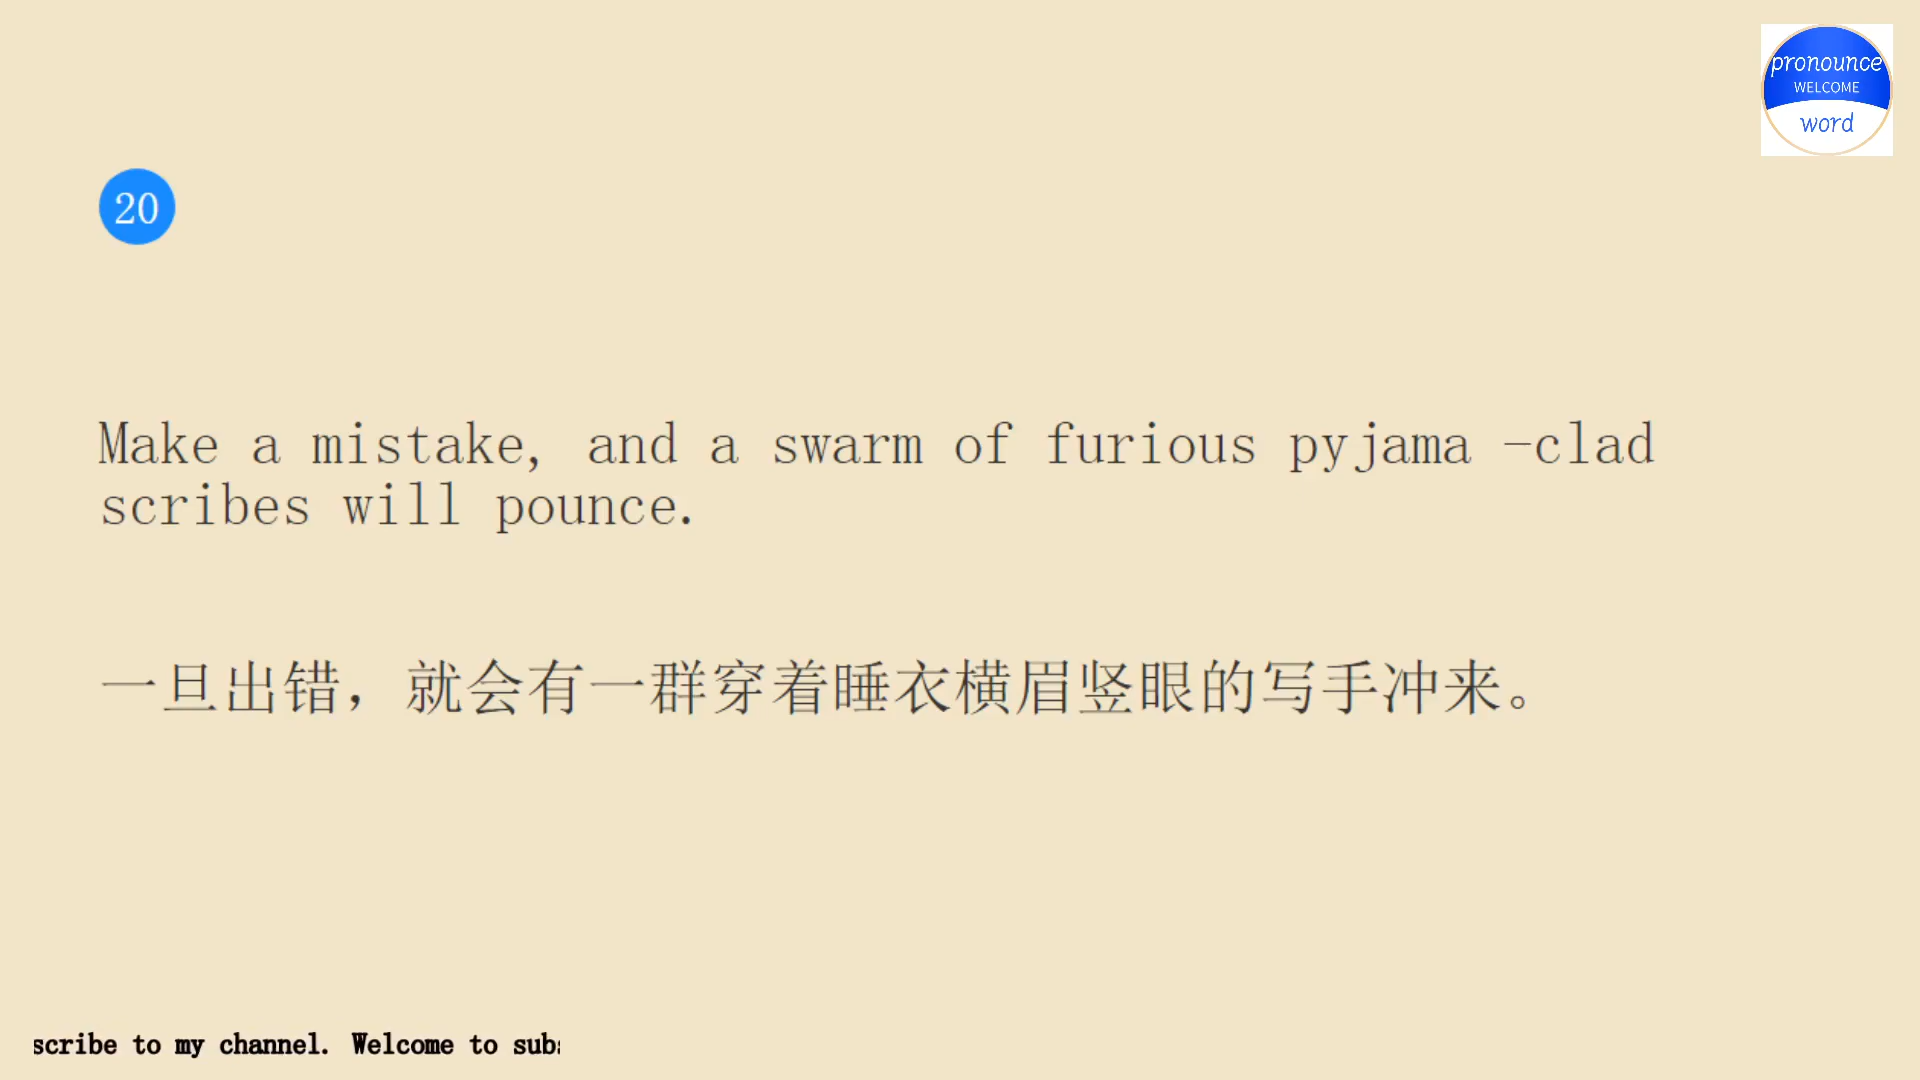 pronounce
WELCOME
word
20
Make a mistake, and a swarm of furious pyjama -clad
scribes will pounce.
一旦出错，就会有一群穿着睡衣横眉竖眼的写手冲来。
scribe to my channel. Welcome to subs